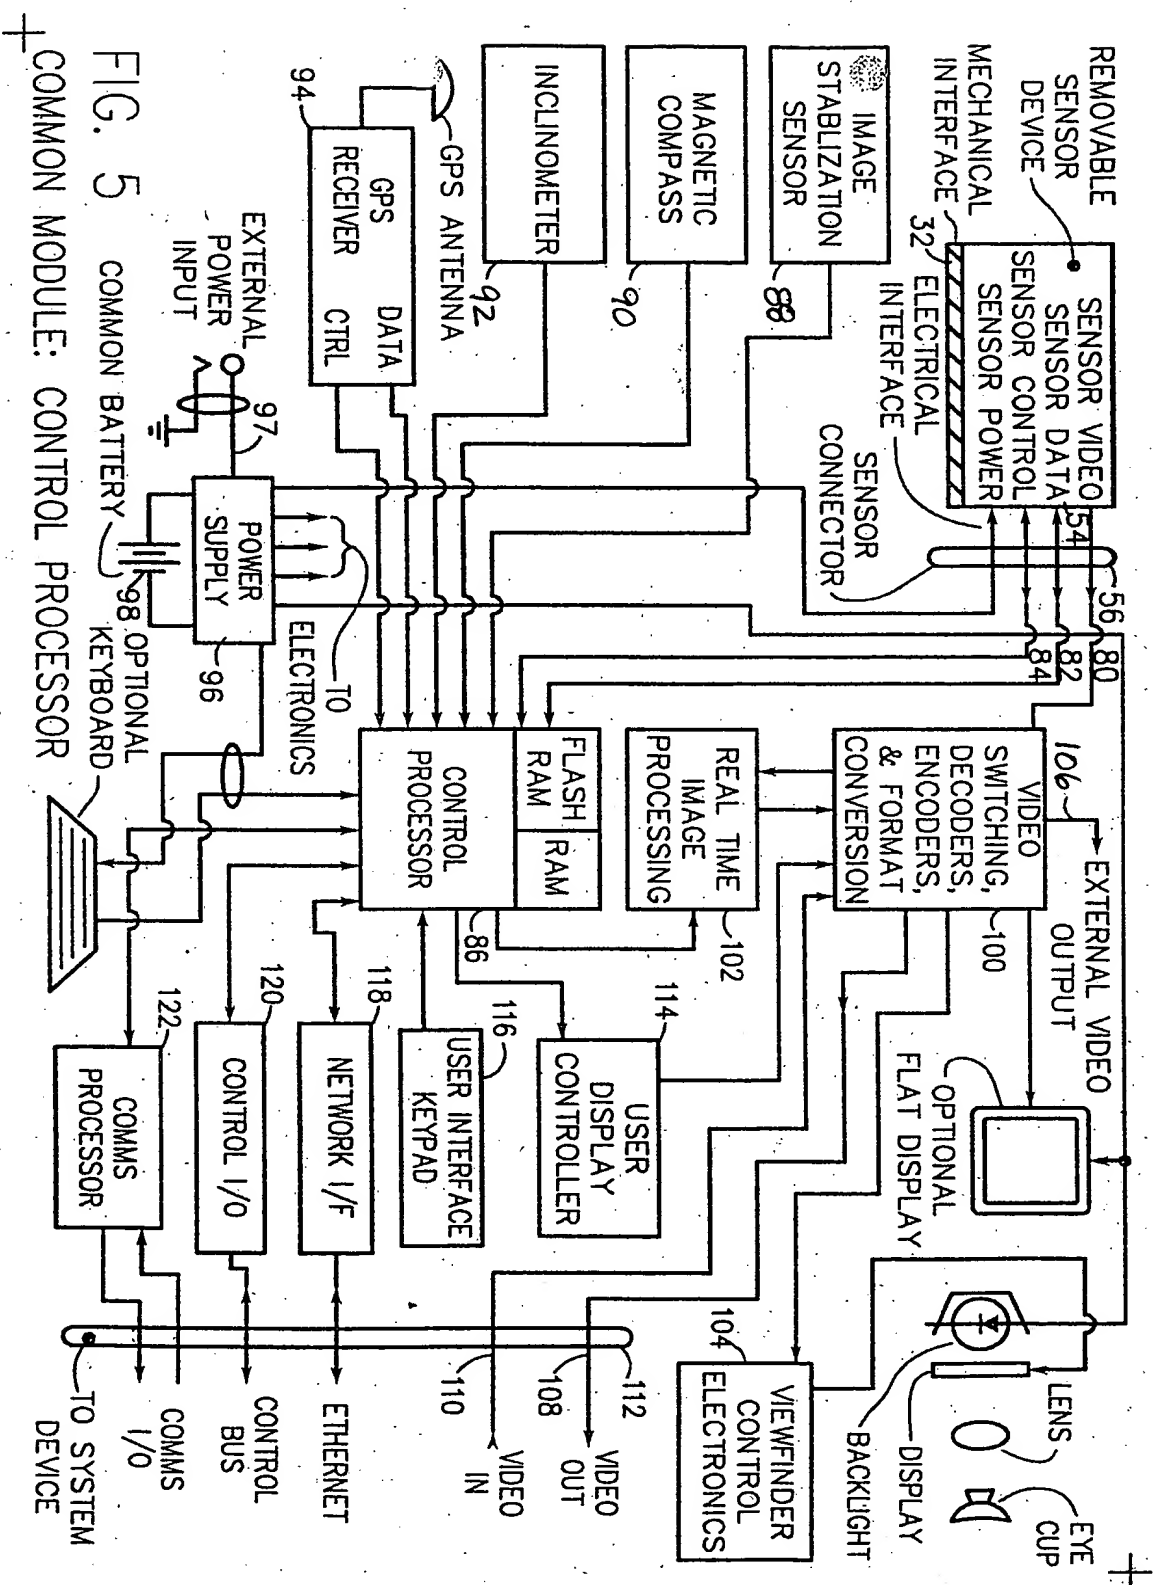 REMOVABLE
SENSOR
DEVICE
MECHANICAL
INTERFACE
32
SENSOR VIDEO
SENSOR DATA
SENSOR CONTROL
SENSOR POWER
54
ELECTRICAL
INTERFACE
SENSOR
CONNECTOR
56
80
82
84
IMAGE
STABLIZATION
SENSOR
88
MAGNETIC
COMPASS
90
INCLINOMETER
92
GPS ANTENNA
94
GPS
RECEIVER
DATA
CTRL
EXTERNAL
POWER
INPUT
97
POWER
SUPPLY
96
TO
ELECTRONICS
COMMON BATTERY
98
OPTIONAL
KEYBOARD
VIDEO
SWITCHING,
DECODERS,
ENCODERS,
& FORMAT
CONVERSION
100
106
EXTERNAL VIDEO
OUTPUT
REAL TIME
IMAGE
PROCESSING
102
FLASH
RAM
RAM
CONTROL
PROCESSOR
86
OPTIONAL
FLAT DISPLAY
USER
DISPLAY
CONTROLLER
114
USER INTERFACE
KEYPAD
116
NETWORK I/F
118
CONTROL I/O
120
COMMS
PROCESSOR
122
LENS
EYE
CUP
DISPLAY
BACKLIGHT
VIEWFINDER
CONTROL
ELECTRONICS
104
112
108
110
VIDEO
OUT
VIDEO
IN
ETHERNET
CONTROL
BUS
COMMS
I/O
TO SYSTEM
DEVICE
FIG. 5
COMMON MODULE: CONTROL PROCESSOR